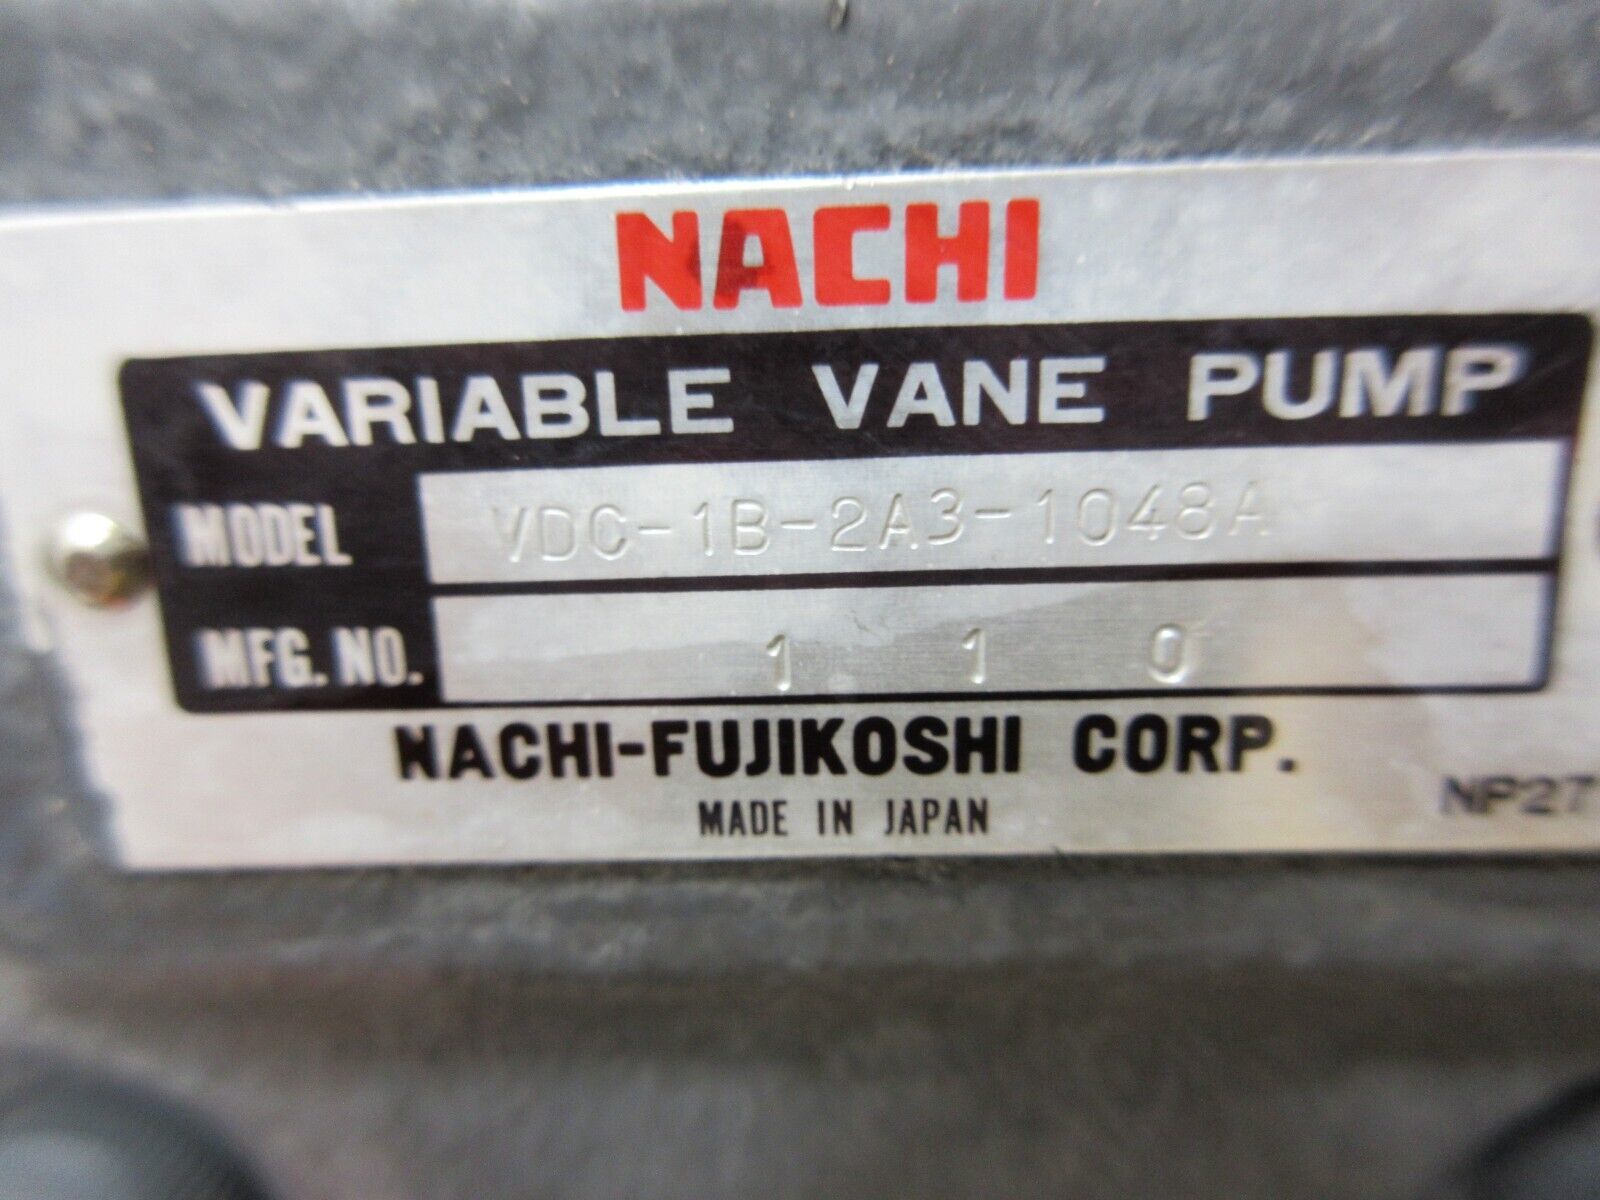 NACHI
VARIABLE VANE PUMP
MODEL VDC-1B-2A3-1048A
MFG. NO. 1 1 0
NACHI-FUJIKOSHI CORP.
MADE IN JAPAN